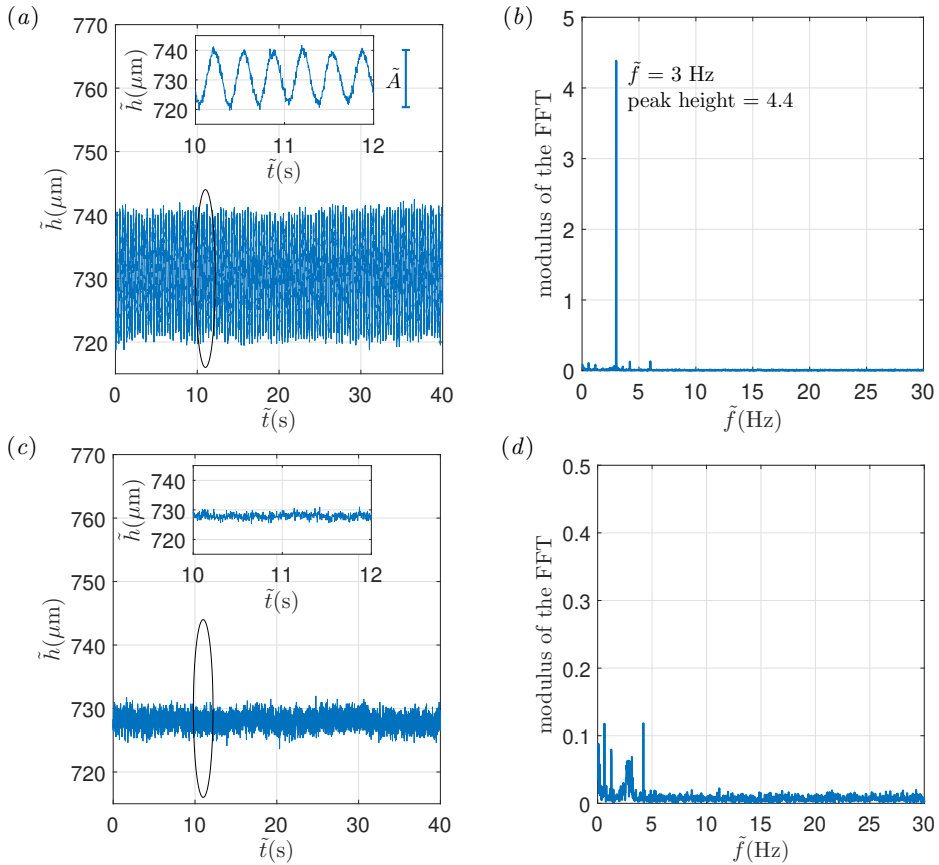 (a)
770
760
750
740
730
720
h̃(μm)
0 10 20 30 40
t̃(s)
740
730
720
h̃(μm)
10 11 12
t̃(s)
Ã
(b)
5
4
3
2
1
0
modulus of the FFT
f̃ = 3 Hz
peak height = 4.4
0 5 10 15 20 25 30
f̃(Hz)
(c)
770
760
750
740
730
720
h̃(μm)
0 10 20 30 40
t̃(s)
740
730
720
h̃(μm)
10 11 12
t̃(s)
(d)
0.5
0.4
0.3
0.2
0.1
0
modulus of the FFT
0 5 10 15 20 25 30
f̃(Hz)